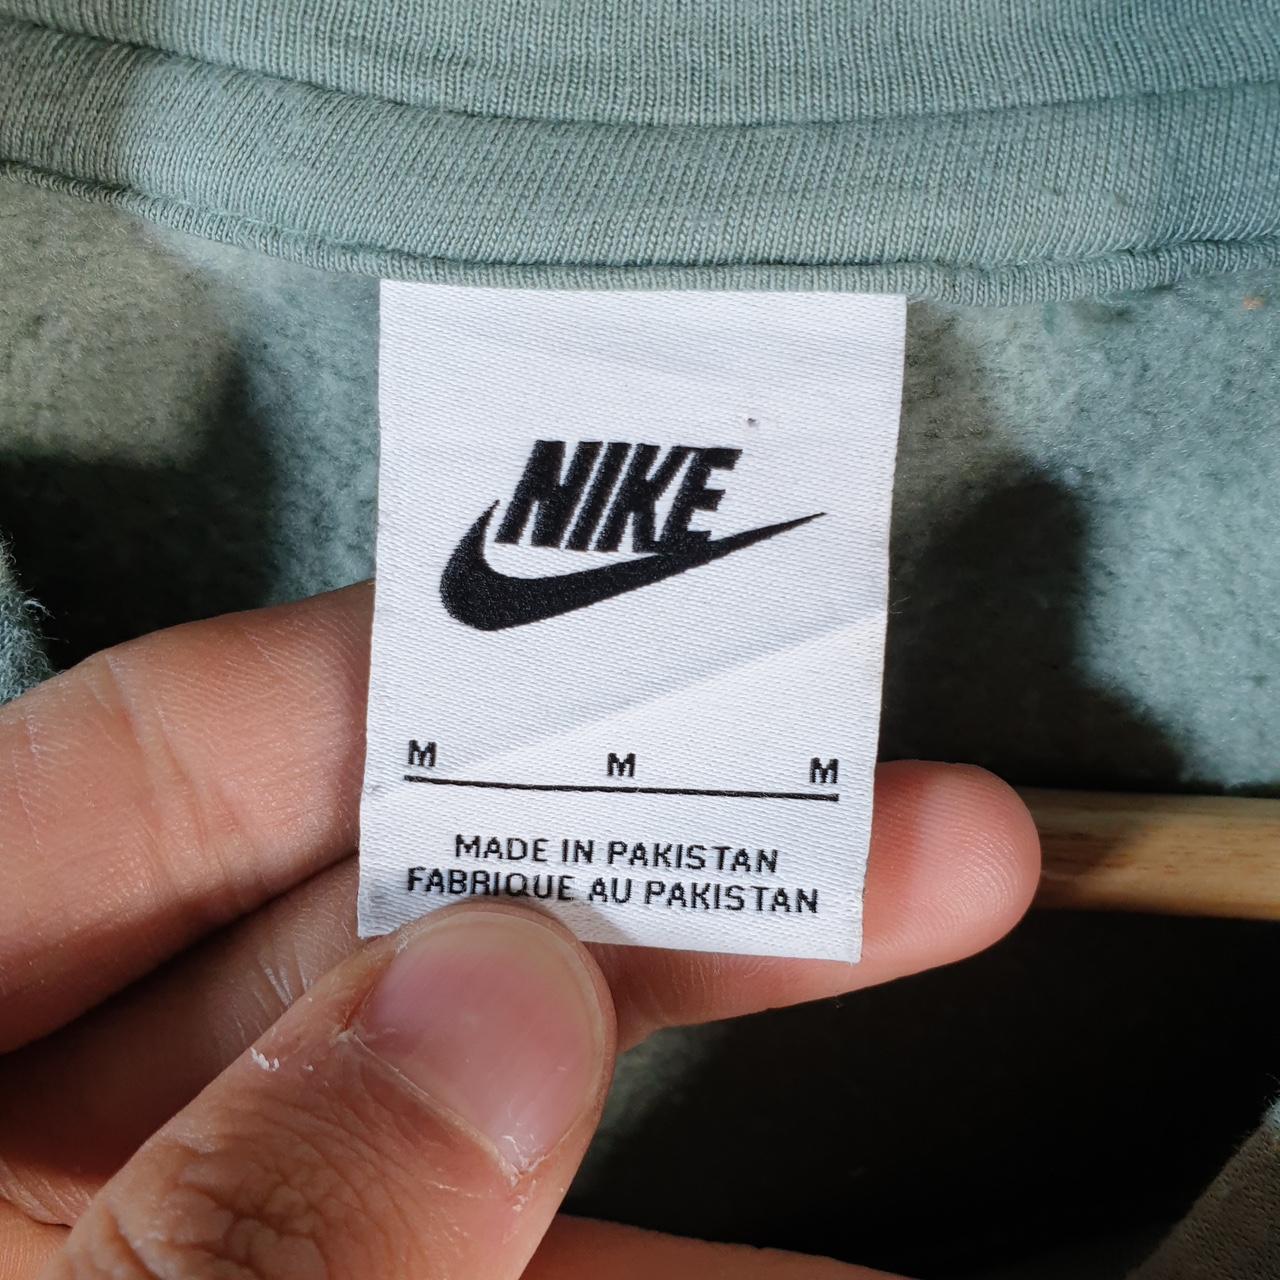 NIKE
M M M
MADE IN PAKISTAN
FABRIQUE AU PAKISTAN